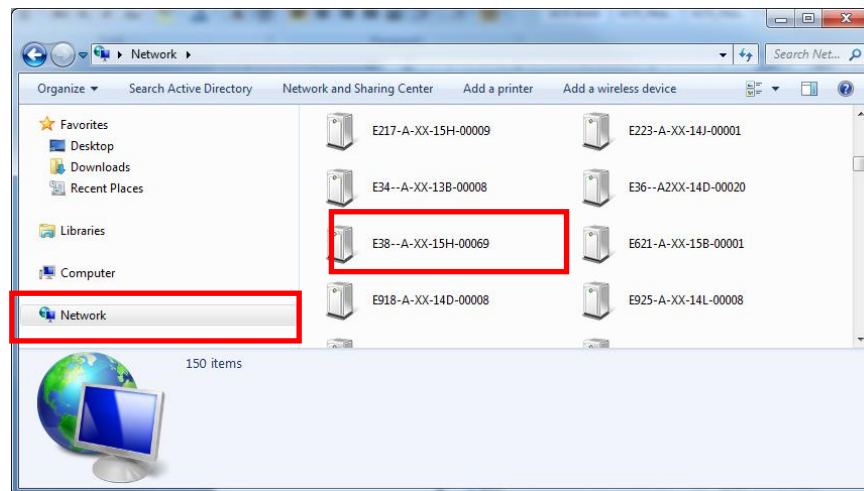 Network
Search Net...
Organize
Search Active Directory
Network and Sharing Center
Add a printer
Add a wireless device
Favorites
Desktop
Downloads
Recent Places
Libraries
Computer
Network
E217-A-XX-15H-00009
E223-A-XX-14J-00001
E34--A-XX-13B-00008
E36--A2XX-14D-00020
E38--A-XX-15H-00069
E621-A-XX-15B-00001
E918-A-XX-14D-00008
E925-A-XX-14L-00008
150 items